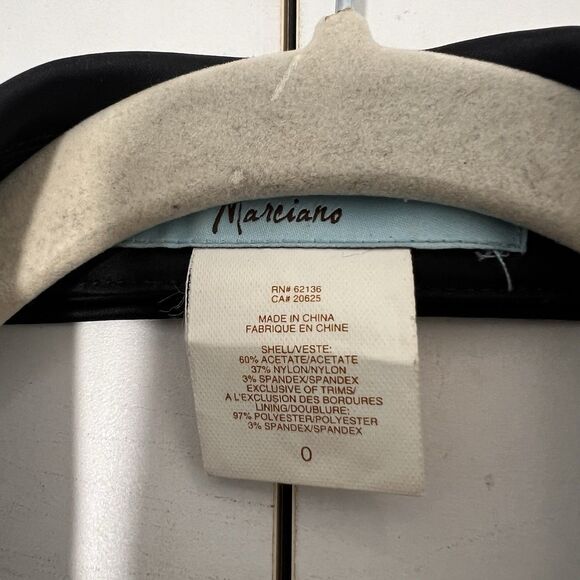 Marciano
RN# 62136
CA# 20625
MADE IN CHINA
FABRIQUE EN CHINE
SHELL/VESTE:
60% ACETATE/ACETATE
37% NYLON/NYLON
3% SPANDEX/SPANDEX
EXCLUSIVE OF TRIMS/
A L'EXCLUSION DES BORDURES
LINING/DOUBLURE:
97% POLYESTER/POLYESTER
3% SPANDEX/SPANDEX
0